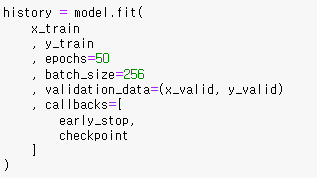 history = model.fit(
    x_train
    , y_train
    , epochs=50
    , batch_size=256
    , validation_data=(x_valid, y_valid)
    , callbacks=[
        early_stop,
        checkpoint
    ]
)